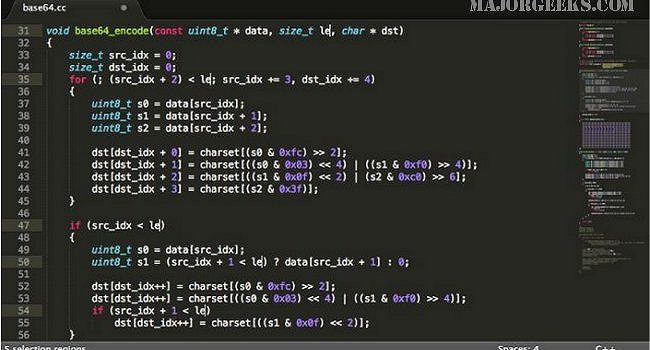 MAJORGEEKS.COM
base64.cc
31 void base64_encode(const uint8_t * data, size_t le, char * dst)
32 {
33 size_t src_idx = 0;
34 size_t dst_idx = 0;
35 for (; (src_idx + 2) < le; src_idx += 3, dst_idx += 4)
36 {
37 uint8_t s0 = data[src_idx];
38 uint8_t s1 = data[src_idx + 1];
39 uint8_t s2 = data[src_idx + 2];
40
41 dst[dst_idx + 0] = charset[(s0 & 0xfc) >> 2];
42 dst[dst_idx + 1] = charset[((s0 & 0x03) << 4) | ((s1 & 0xf0) >> 4)];
43 dst[dst_idx + 2] = charset[((s1 & 0x0f) << 2) | (s2 & 0xc0) >> 6];
44 dst[dst_idx + 3] = charset[(s2 & 0x3f)];
45 }
46
47 if (src_idx < le)
48 {
49 uint8_t s0 = data[src_idx];
50 uint8_t s1 = (src_idx + 1 < le) ? data[src_idx + 1] : 0;
51
52 dst[dst_idx++] = charset[(s0 & 0xfc) >> 2];
53 dst[dst_idx++] = charset[((s0 & 0x03) << 4) | ((s1 & 0xf0) >> 4)];
54 if (src_idx + 1 < le)
55 dst[dst_idx++] = charset[((s1 & 0x0f) << 2)];
56 }
5 selection regions Spaces: 4 C++